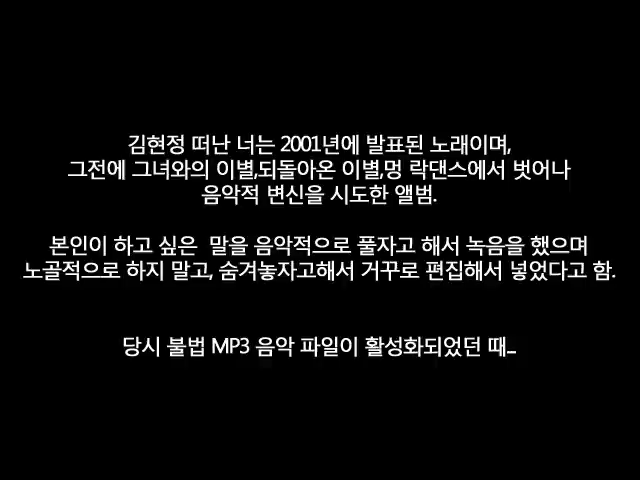 김현정 떠난 너는 2001년에 발표된 노래이며,
그전에 그녀와의 이별,되돌아온 이별,멍 락댄스에서 벗어나
음악적 변신을 시도한 앨범.
본인이 하고 싶은 말을 음악적으로 풀자고 해서 녹음을 했으며
노골적으로 하지 말고, 숨겨놓자고해서 거꾸로 편집해서 넣었다고 함.
당시 불법 MP3 음악 파일이 활성화되었던 때...